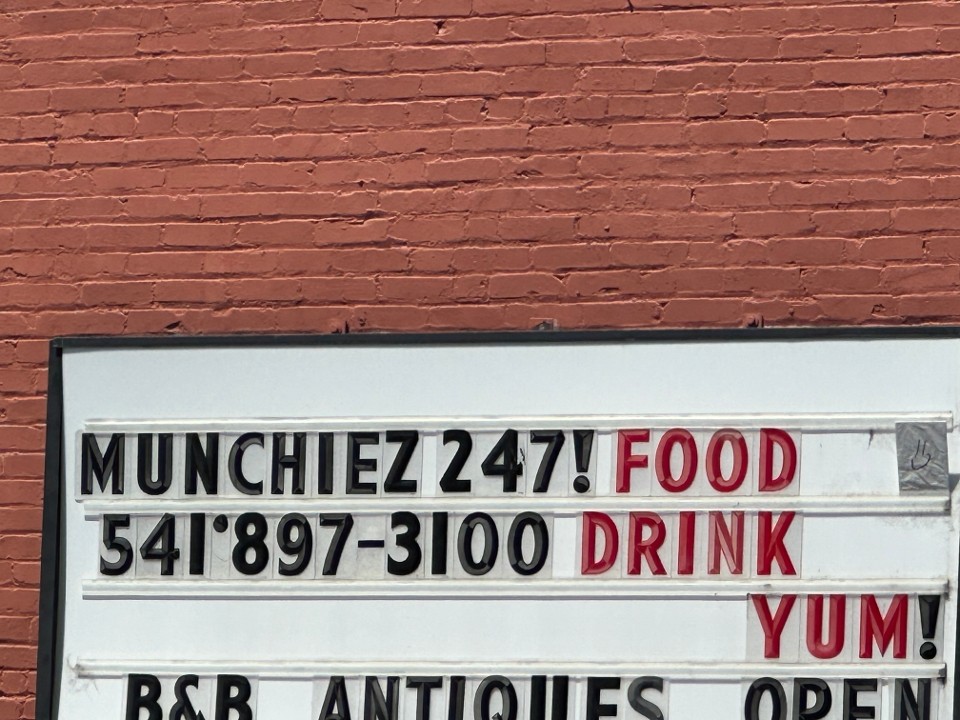 MUNCHIEZ 247! FOOD
541•897-3100 DRINK
YUM!
B&B ANTIQUES OPEN